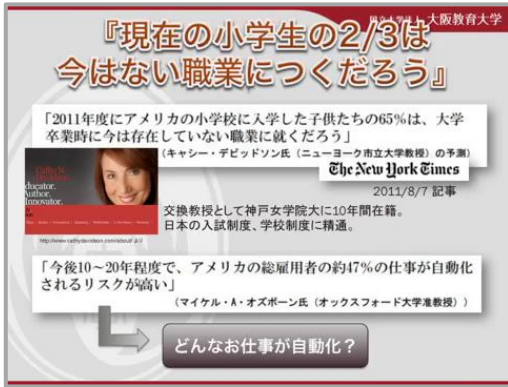 国立大学法人 大阪教育大学
『現在の小学生の2/3は
今はない職業につくだろう』
「2011年度にアメリカの小学校に入学した子供たちの65%は、大学
卒業時に今は存在していない職業に就くだろう」
(キャシー・デビッドソン氏(ニューヨーク市立大学教授)の予測)
The New York Times
2011/8/7 記事
Cathy N.
Davidson
ducator.
uthor.
nnovator.
交換教授として神戸女学院大に10年間在籍。
日本の入試制度、学校制度に精通。
「今後10~20年程度で、アメリカの総雇用者の約47%の仕事が自動化
されるリスクが高い」
(マイケル・A・オズボーン氏(オックスフォード大学准教授))
どんなお仕事が自動化?